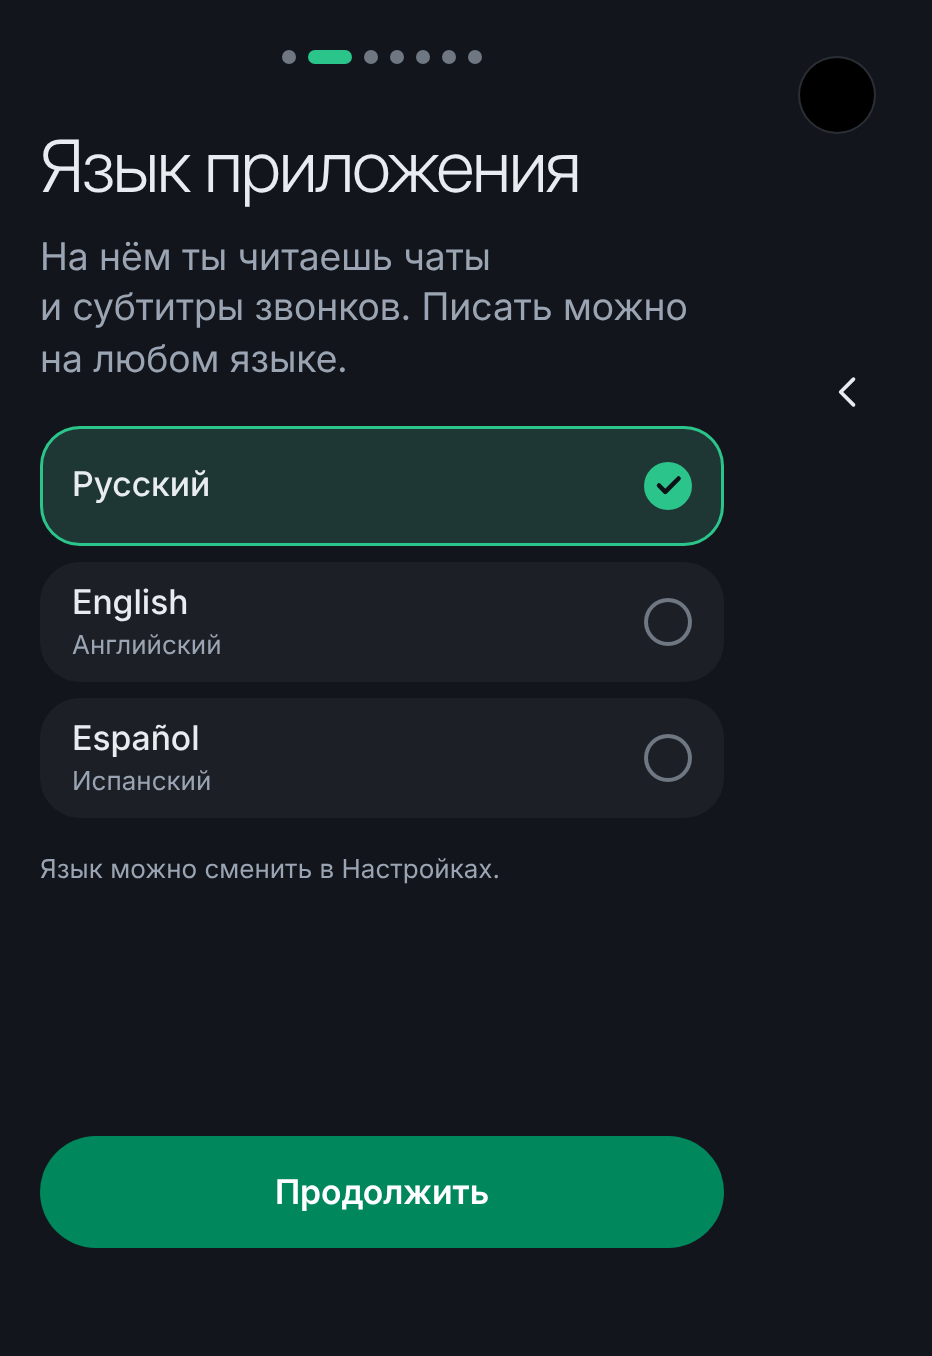 Язык приложения
На нём ты читаешь чаты
и субтитры звонков. Писать можно
на любом языке.
Русский
English
Английский
Español
Испанский
Язык можно сменить в Настройках.
Продолжить